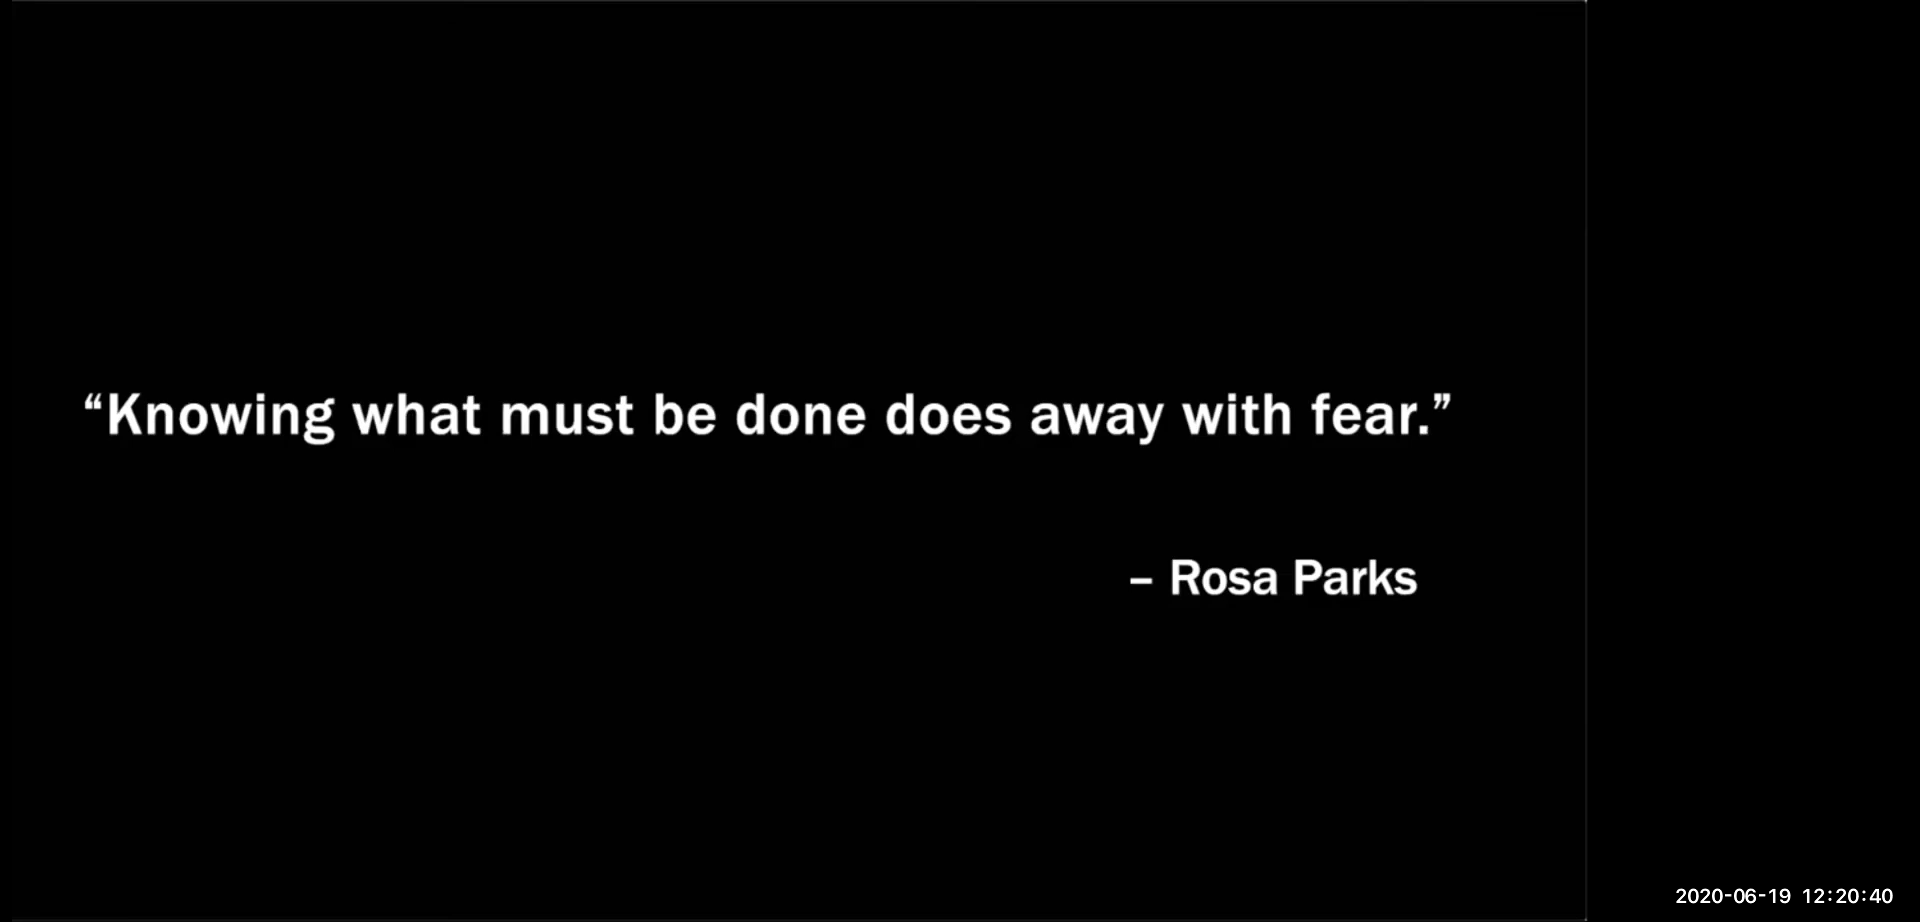 “Knowing what must be done does away with fear.”
– Rosa Parks
2020-06-19 12:20:40